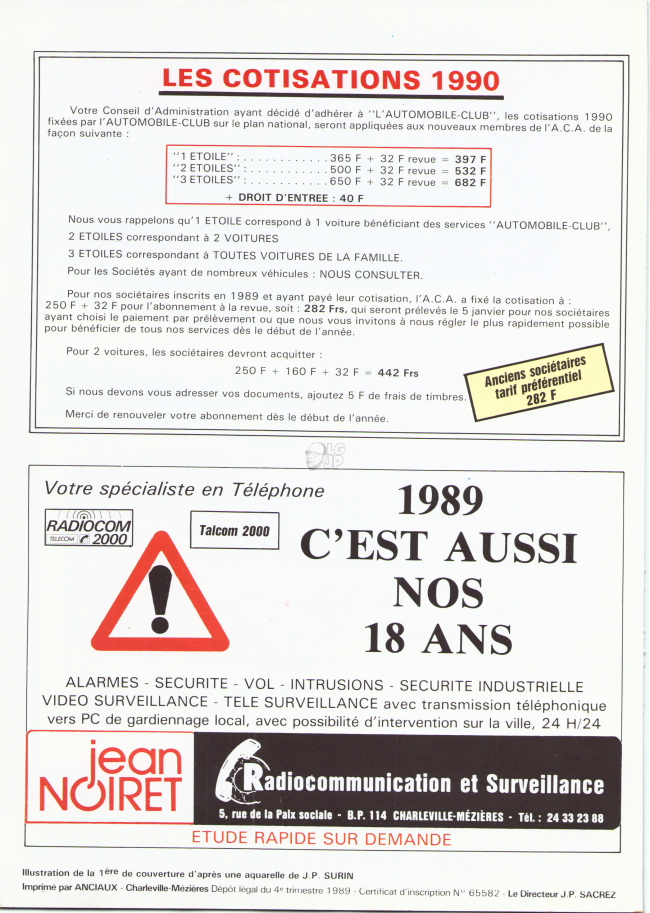 LES COTISATIONS 1990
Votre Conseil d'Administration ayant décidé d'adhérer à ''L'AUTOMOBILE-CLUB'', les cotisations 1990
fixées par l'AUTOMOBILE-CLUB sur le plan national, seront appliquées aux nouveaux membres de l'A.C.A. de la
façon suivante :
''1 ETOILE'' : . . . . . . . . . . . . 365 F + 32 F revue = 397 F
''2 ETOILES'' : . . . . . . . . . . . 500 F + 32 F revue = 532 F
''3 ETOILES'' : . . . . . . . . . . . 650 F + 32 F revue = 682 F
+ DROIT D'ENTREE : 40 F
Nous vous rappelons qu'1 ETOILE correspond à 1 voiture bénéficiant des services ''AUTOMOBILE-CLUB'',
2 ETOILES correspondant à 2 VOITURES
3 ETOILES correspondant à TOUTES VOITURES DE LA FAMILLE.
Pour les Sociétés ayant de nombreux véhicules : NOUS CONSULTER.
Pour nos sociétaires inscrits en 1989 et ayant payé leur cotisation, l'A.C.A. a fixé la cotisation à :
250 F + 32 F pour l'abonnement à la revue, soit : 282 Frs, qui seront prélevés le 5 janvier pour nos sociétaires
ayant choisi le paiement par prélèvement ou que nous vous invitons à nous régler le plus rapidement possible
pour bénéficier de tous nos services dès le début de l'année.
Pour 2 voitures, les sociétaires devront acquitter :
250 F + 160 F + 32 F = 442 Frs
Si nous devons vous adresser vos documents, ajoutez 5 F de frais de timbres.
Merci de renouveler votre abonnement dès le début de l'année.
Anciens sociétaires
tarif préférentiel
282 F
LG
JP
Votre spécialiste en Téléphone
RADIOCOM
TELECOM 2000
Talcom 2000
!
1989
C'EST AUSSI
NOS
18 ANS
ALARMES - SECURITE - VOL - INTRUSIONS - SECURITE INDUSTRIELLE
VIDEO SURVEILLANCE - TELE SURVEILLANCE avec transmission téléphonique
vers PC de gardiennage local, avec possibilité d'intervention sur la ville, 24 H/24
jean
NOIRET
Radiocommunication et Surveillance
5, rue de la Paix sociale - B.P. 114 CHARLEVILLE-MÉZIÈRES - Tél. : 24 33 23 88
ETUDE RAPIDE SUR DEMANDE
Illustration de la 1ère de couverture d'après une aquarelle de J.P. SURIN
Imprimé par ANCIAUX - Charleville-Mézières Dépôt légal du 4e trimestre 1989 - Certificat d'inscription N° 65582 - Le Directeur J.P. SACREZ